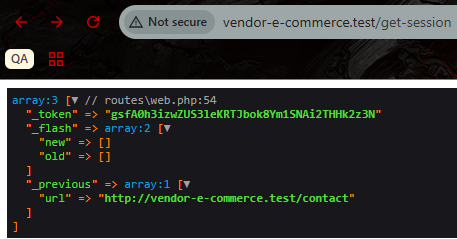 Not secure vendor-e-commerce.test/get-session
QA
array:3 [▼ // routes\web.php:54
"_token" => "gsfA0h3izwZUS3leKRTJbok8Ym1SNAi2THHk2z3N"
"_flash" => array:2 [▼
"new" => []
"old" => []
]
"_previous" => array:1 [▼
"url" => "http://vendor-e-commerce.test/contact"
]
]